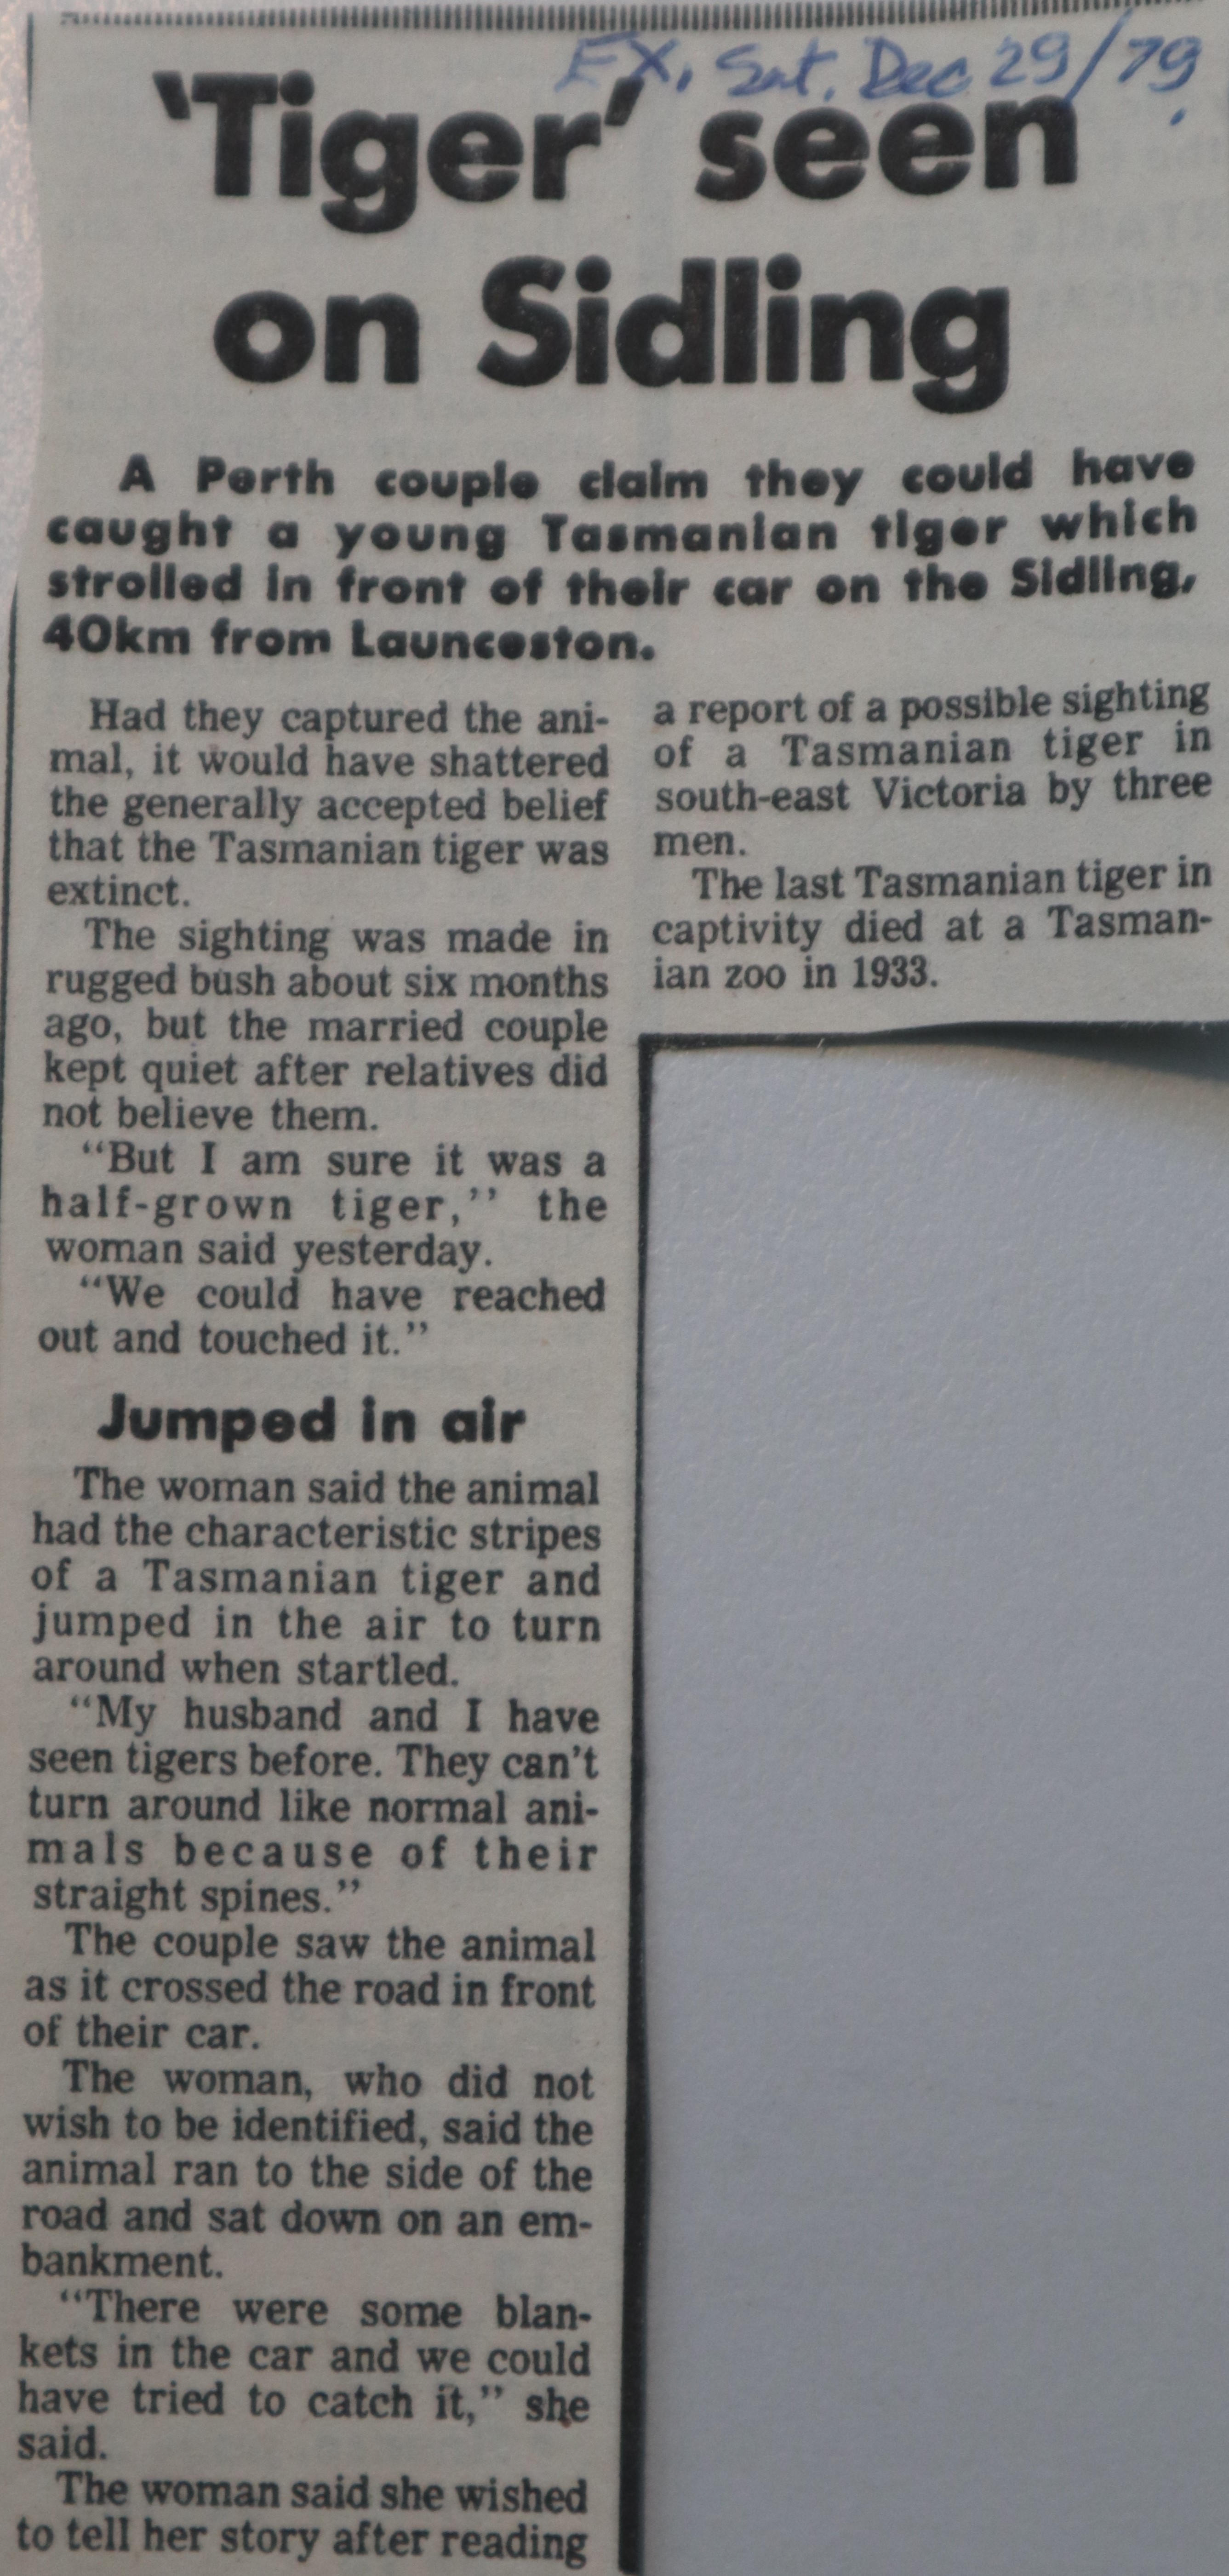 EX. Sat. Dec 29/79.
'Tiger' seen
on Sidling
A Perth couple claim they could have
caught a young Tasmanian tiger which
strolled in front of their car on the Sidling,
40km from Launceston.
Had they captured the ani-
mal, it would have shattered
the generally accepted belief
that the Tasmanian tiger was
extinct.
The sighting was made in
rugged bush about six months
ago, but the married couple
kept quiet after relatives did
not believe them.
"But I am sure it was a
half-grown tiger," the
woman said yesterday.
"We could have reached
out and touched it."
Jumped in air
The woman said the animal
had the characteristic stripes
of a Tasmanian tiger and
jumped in the air to turn
around when startled.
"My husband and I have
seen tigers before. They can't
turn around like normal ani-
mals because of their
straight spines."
The couple saw the animal
as it crossed the road in front
of their car.
The woman, who did not
wish to be identified, said the
animal ran to the side of the
road and sat down on an em-
bankment.
"There were some blan-
kets in the car and we could
have tried to catch it," she
said.
The woman said she wished
to tell her story after reading
a report of a possible sighting
of a Tasmanian tiger in
south-east Victoria by three
men.
The last Tasmanian tiger in
captivity died at a Tasman-
ian zoo in 1933.